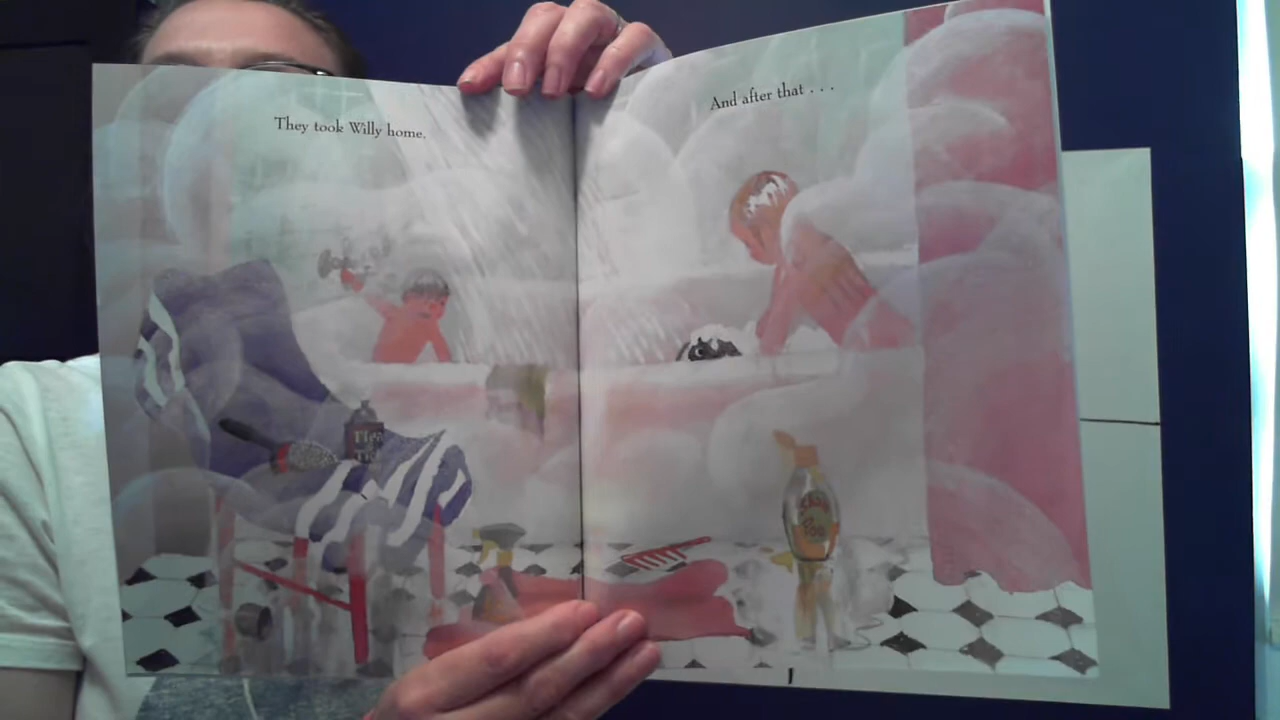 They took Willy home.
And after that . . .